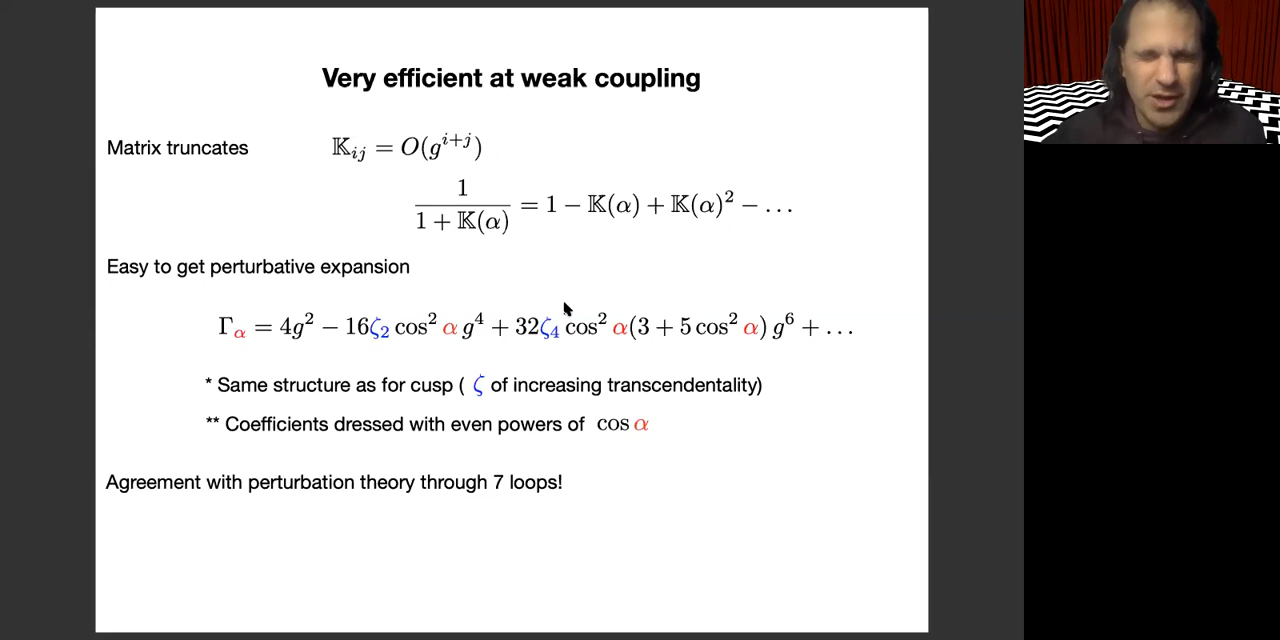 Very efficient at weak coupling
Matrix truncates 𝕂ᵢⱼ = O(gⁱ⁺ʲ)
1/(1 + 𝕂(α)) = 1 − 𝕂(α) + 𝕂(α)² − …
Easy to get perturbative expansion
Γ_α = 4g² − 16ζ₂ cos² α g⁴ + 32ζ₄ cos² α(3 + 5 cos² α) g⁶ + …
* Same structure as for cusp ( ζ of increasing transcendentality)
** Coefficients dressed with even powers of cos α
Agreement with perturbation theory through 7 loops!